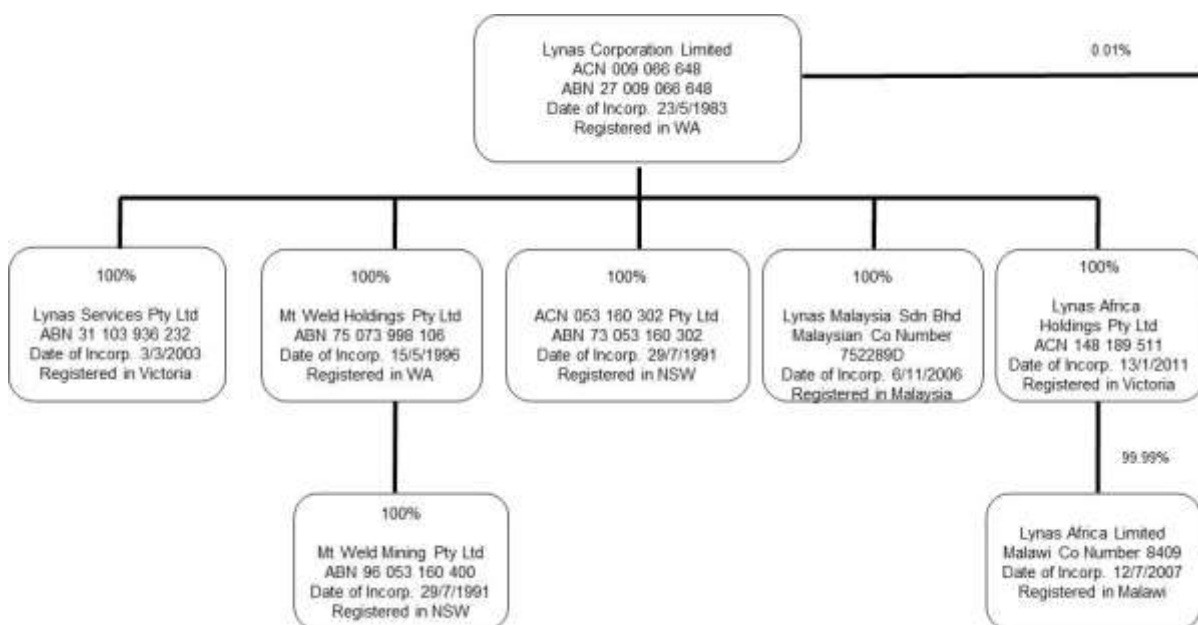 Lynas Corporation Limited
ACN 009 066 648
ABN 27 009 066 648
Date of Incorp. 23/5/1983
Registered in WA
0.01%
100%
Lynas Services Pty Ltd
ABN 31 103 936 232
Date of Incorp. 3/3/2003
Registered in Victoria
100%
Mt Weld Holdings Pty Ltd
ABN 75 073 998 106
Date of Incorp. 15/5/1996
Registered in WA
100%
ACN 053 160 302 Pty Ltd
ABN 73 053 160 302
Date of Incorp. 29/7/1991
Registered in NSW
100%
Lynas Malaysia Sdn Bhd
Malaysian Co Number
752289D
Date of Incorp. 6/11/2006
Registered in Malaysia
100%
Lynas Africa
Holdings Pty Ltd
ACN 148 189 511
Date of Incorp. 13/1/2011
Registered in Victoria
99.99%
100%
Mt Weld Mining Pty Ltd
ABN 96 053 160 400
Date of Incorp. 29/7/1991
Registered in NSW
Lynas Africa Limited
Malawi Co Number 8409
Date of Incorp. 12/7/2007
Registered in Malawi